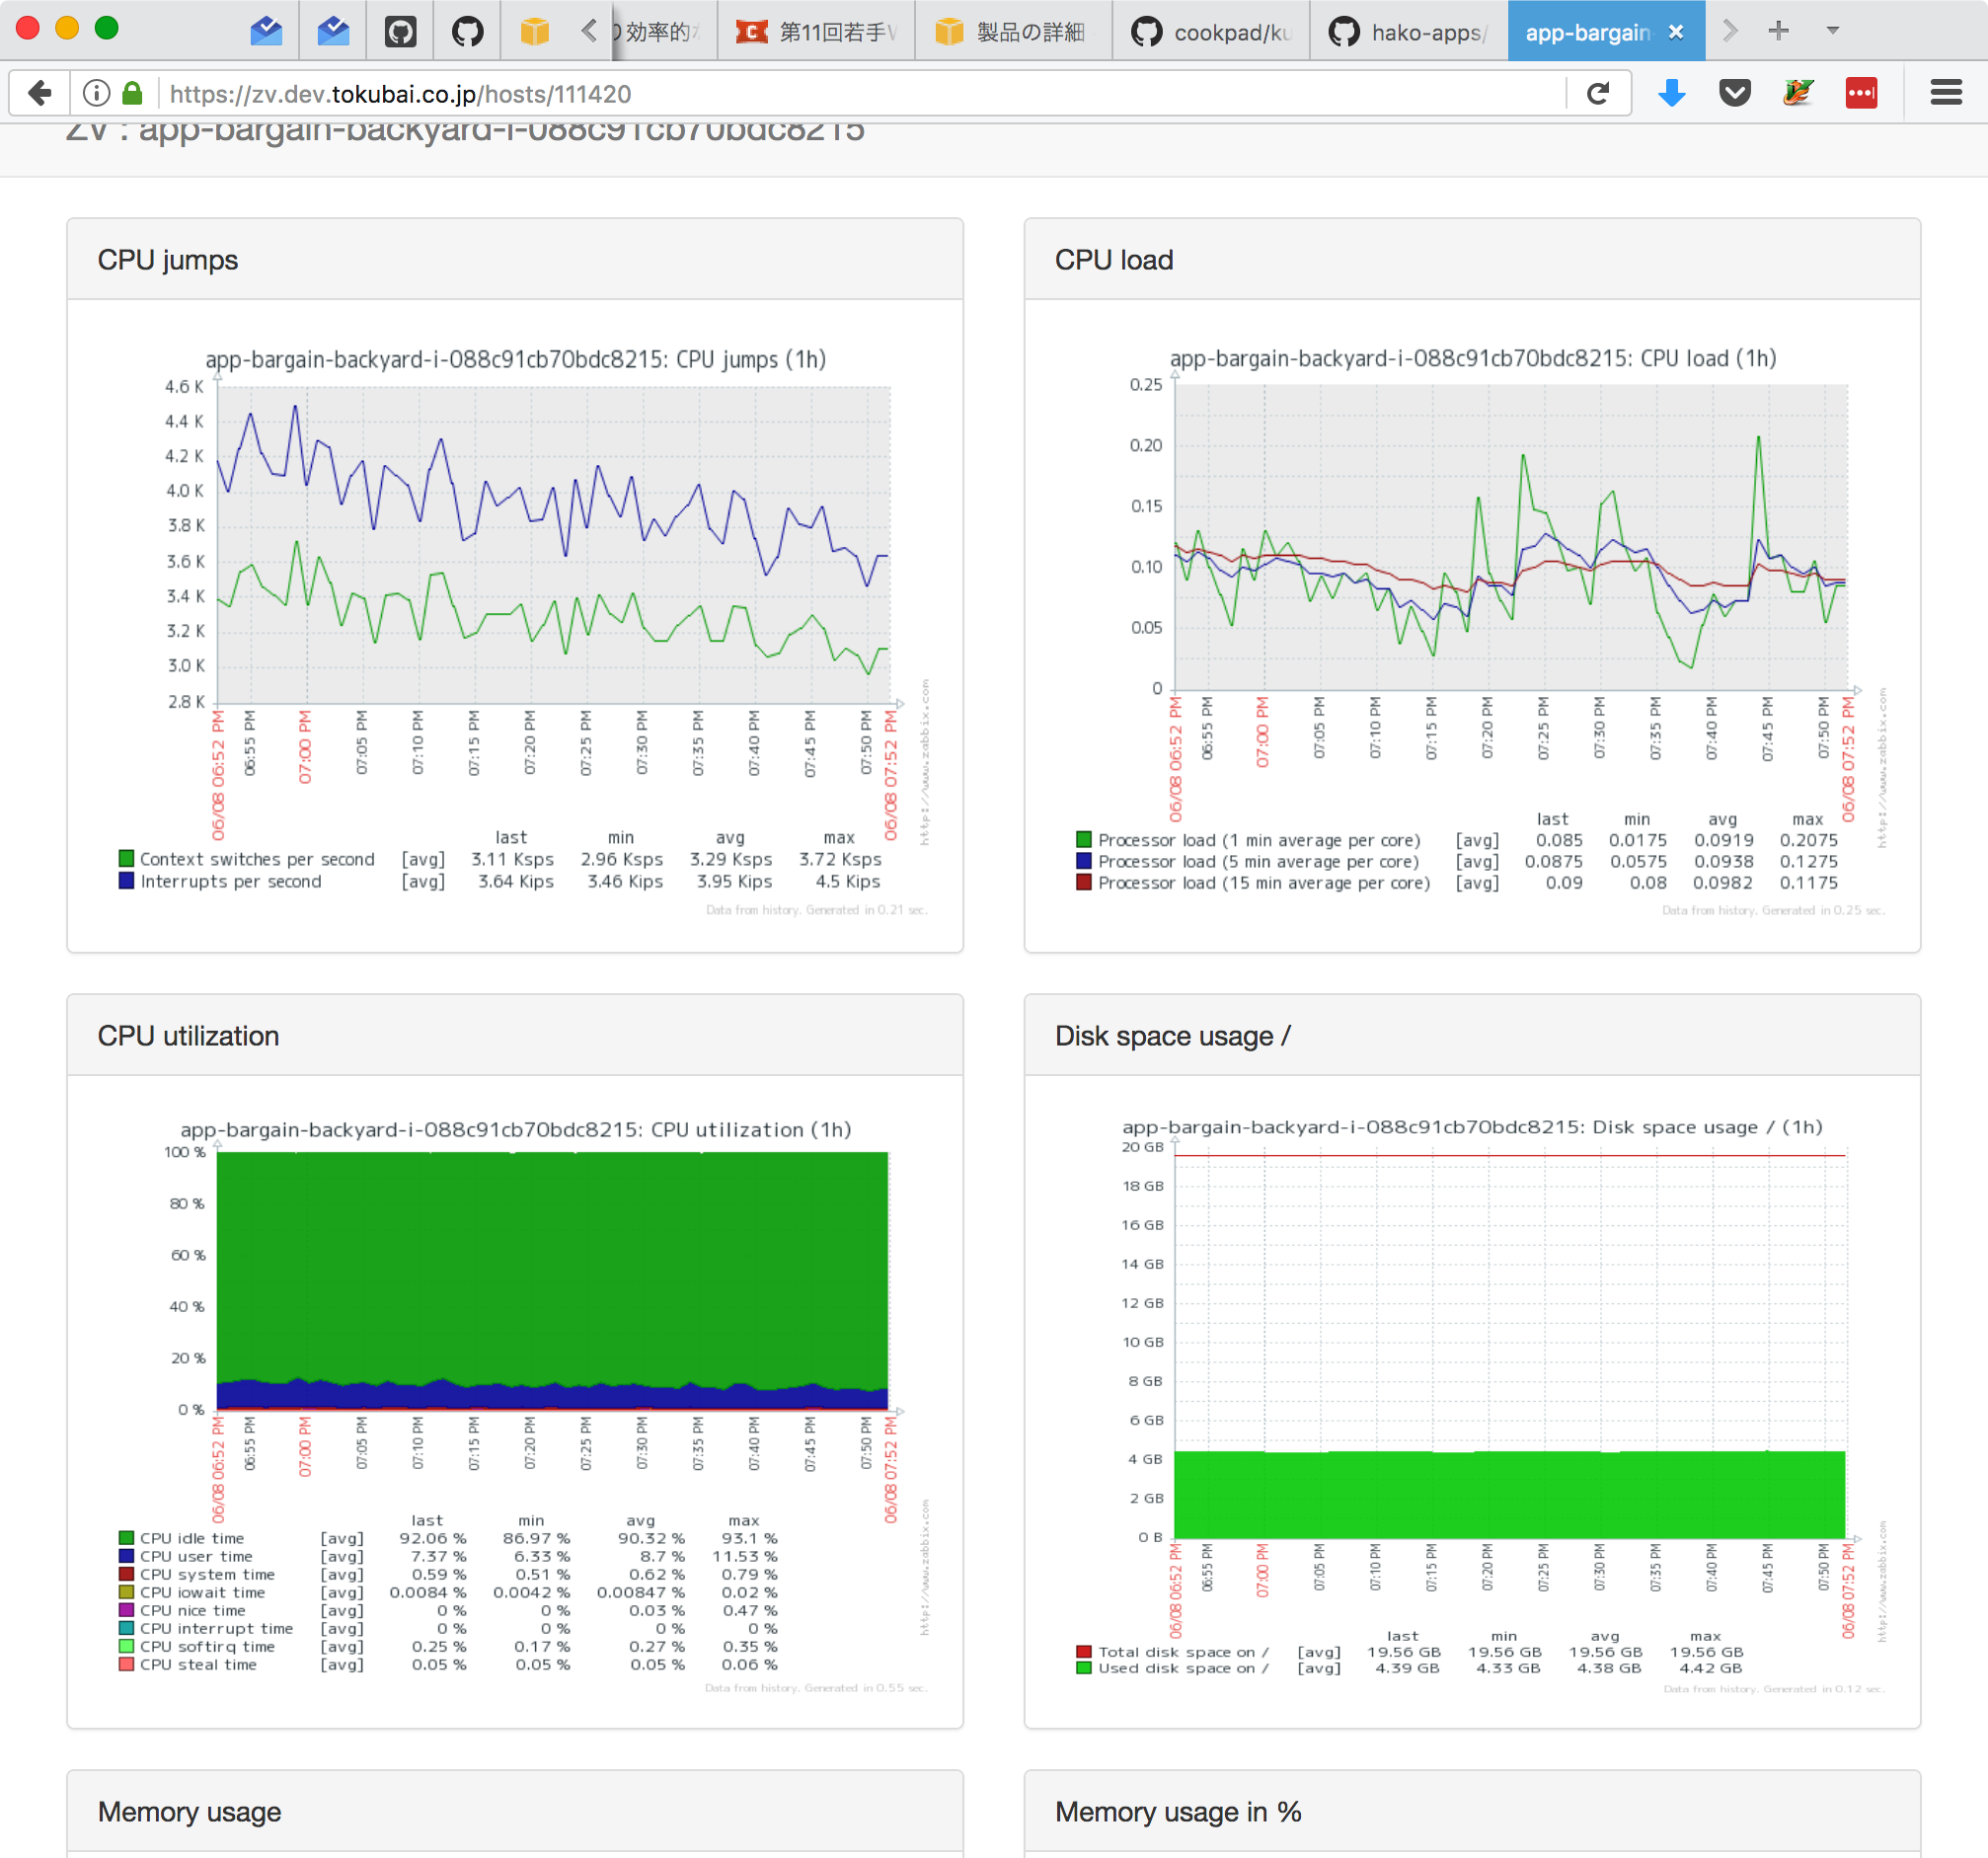 効率的な
第11回若手W
製品の詳細
cookpad/ku
hako-apps/
app-bargain-
https://zv.dev.tokubai.co.jp/hosts/111420
Zv : app-bargain-backyard-i-088c91cb70bdc8215
CPU jumps
app-bargain-backyard-i-088c91cb70bdc8215: CPU jumps (1h)
4.6 K
4.4 K
4.2 K
4.0 K
3.8 K
3.6 K
3.4 K
3.2 K
3.0 K
2.8 K
06/08 06:52 PM
06:55 PM
07:00 PM
07:05 PM
07:10 PM
07:15 PM
07:20 PM
07:25 PM
07:30 PM
07:35 PM
07:40 PM
07:45 PM
07:50 PM
06/08 07:52 PM
http://www.zabbix.com
last min avg max
Context switches per second [avg] 3.11 Ksps 2.96 Ksps 3.29 Ksps 3.72 Ksps
Interrupts per second [avg] 3.64 Kips 3.46 Kips 3.95 Kips 4.5 Kips
Data from history. Generated in 0.21 sec.
CPU load
app-bargain-backyard-i-088c91cb70bdc8215: CPU load (1h)
0.25
0.20
0.15
0.10
0.05
0
06/08 06:52 PM
06:55 PM
07:00 PM
07:05 PM
07:10 PM
07:15 PM
07:20 PM
07:25 PM
07:30 PM
07:35 PM
07:40 PM
07:45 PM
07:50 PM
06/08 07:52 PM
http://www.zabbix.com
last min avg max
Processor load (1 min average per core) [avg] 0.085 0.0175 0.0919 0.2075
Processor load (5 min average per core) [avg] 0.0875 0.0575 0.0938 0.1275
Processor load (15 min average per core) [avg] 0.09 0.08 0.0982 0.1175
Data from history. Generated in 0.25 sec.
CPU utilization
app-bargain-backyard-i-088c91cb70bdc8215: CPU utilization (1h)
100 %
80 %
60 %
40 %
20 %
0 %
06/08 06:52 PM
06:55 PM
07:00 PM
07:05 PM
07:10 PM
07:15 PM
07:20 PM
07:25 PM
07:30 PM
07:35 PM
07:40 PM
07:45 PM
07:50 PM
06/08 07:52 PM
http://www.zabbix.com
last min avg max
CPU idle time [avg] 92.06 % 86.97 % 90.32 % 93.1 %
CPU user time [avg] 7.37 % 6.33 % 8.7 % 11.53 %
CPU system time [avg] 0.59 % 0.51 % 0.62 % 0.79 %
CPU iowait time [avg] 0.0084 % 0.0042 % 0.00847 % 0.02 %
CPU nice time [avg] 0 % 0 % 0.03 % 0.47 %
CPU interrupt time [avg] 0 % 0 % 0 % 0 %
CPU softirq time [avg] 0.25 % 0.17 % 0.27 % 0.35 %
CPU steal time [avg] 0.05 % 0.05 % 0.05 % 0.06 %
Data from history. Generated in 0.55 sec.
Disk space usage /
app-bargain-backyard-i-088c91cb70bdc8215: Disk space usage / (1h)
20 GB
18 GB
16 GB
14 GB
12 GB
10 GB
8 GB
6 GB
4 GB
2 GB
0 B
06/08 06:52 PM
06:55 PM
07:00 PM
07:05 PM
07:10 PM
07:15 PM
07:20 PM
07:25 PM
07:30 PM
07:35 PM
07:40 PM
07:45 PM
07:50 PM
06/08 07:52 PM
http://www.zabbix.com
last min avg max
Total disk space on / [avg] 19.56 GB 19.56 GB 19.56 GB 19.56 GB
Used disk space on / [avg] 4.39 GB 4.33 GB 4.38 GB 4.42 GB
Data from history. Generated in 0.12 sec.
Memory usage
Memory usage in %